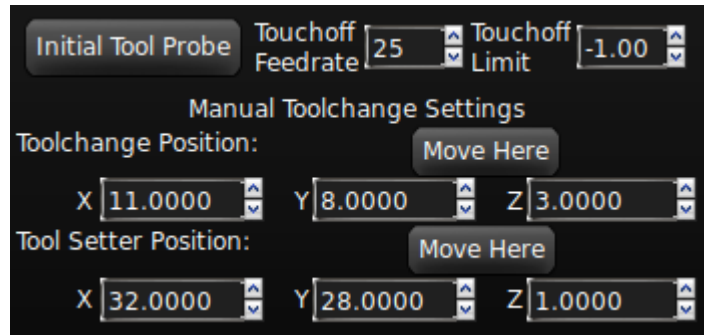 Initial Tool Probe Touchoff Feedrate 25 Touchoff Limit -1.00
Manual Toolchange Settings
Toolchange Position: Move Here
X 11.0000 Y 8.0000 Z 3.0000
Tool Setter Position: Move Here
X 32.0000 Y 28.0000 Z 1.0000